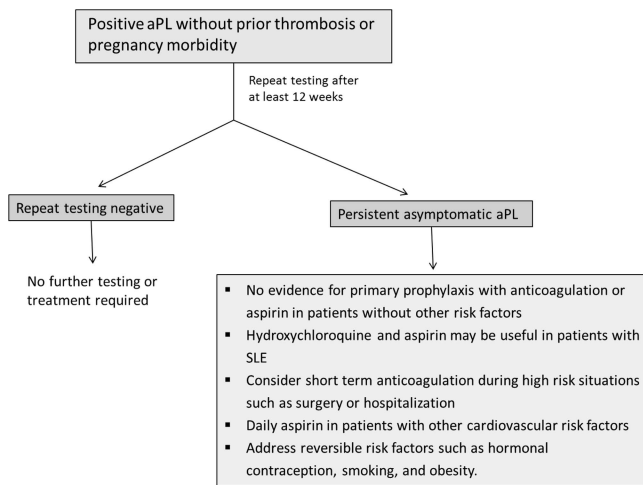 Positive aPL without prior thrombosis or
pregnancy morbidity
Repeat testing after
at least 12 weeks
Repeat testing negative
Persistent asymptomatic aPL
No further testing or
treatment required
▪ No evidence for primary prophylaxis with anticoagulation or
aspirin in patients without other risk factors
▪ Hydroxychloroquine and aspirin may be useful in patients with
SLE
▪ Consider short term anticoagulation during high risk situations
such as surgery or hospitalization
▪ Daily aspirin in patients with other cardiovascular risk factors
▪ Address reversible risk factors such as hormonal
contraception, smoking, and obesity.